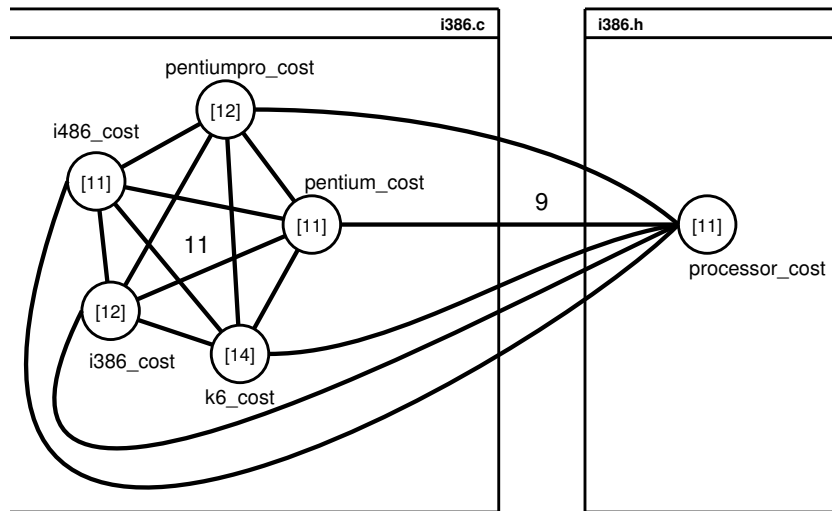 i386.c
i386.h
pentiumpro_cost
[12]
i486_cost
[11]
pentium_cost
[11]
9
[11]
processor_cost
11
[12]
i386_cost
[14]
k6_cost